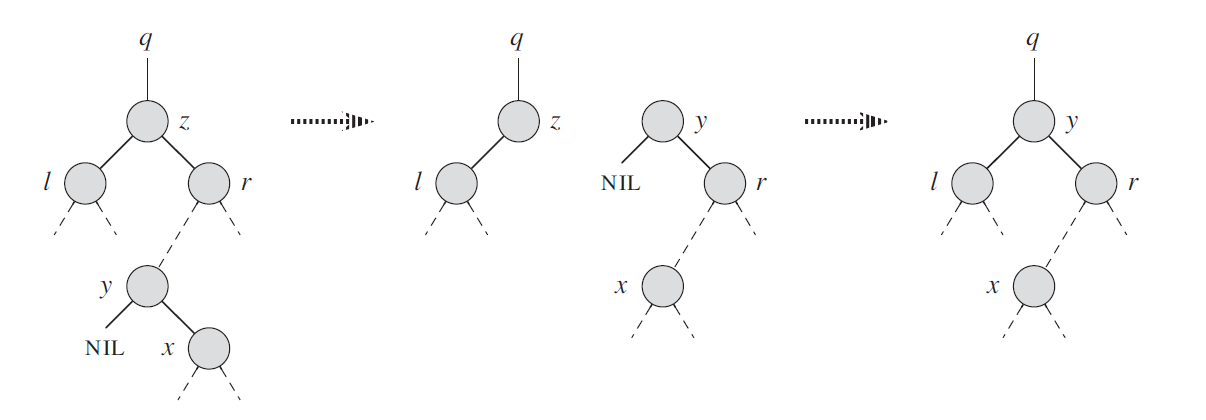 q q q
z z y y
l r l NIL r l r
y x x
NIL x